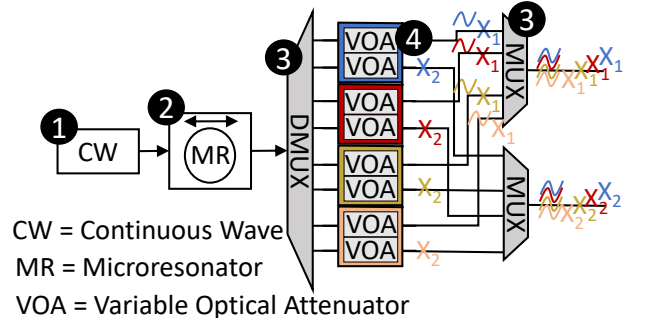 1
CW
2
MR
3
DMUX
VOA
VOA
4
X2
VOA
VOA
X2
VOA
VOA
X2
VOA
VOA
X2
X1
X1
X1
X1
3
MUX
X1
X1
X1
X1
MUX
X2
X2
X2
X2
CW = Continuous Wave
MR = Microresonator
VOA = Variable Optical Attenuator